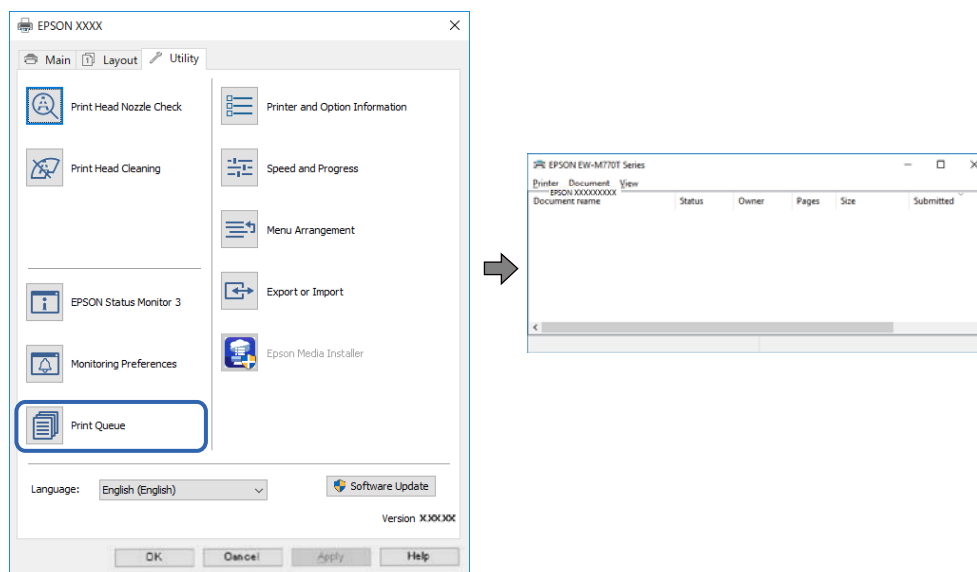 EPSON XXXX
Main Layout Utility
Print Head Nozzle Check
Print Head Cleaning
EPSON Status Monitor 3
Monitoring Preferences
Print Queue
Printer and Option Information
Speed and Progress
Menu Arrangement
Export or Import
Epson Media Installer
Language: English (English)
Software Update
Version X.XX.XX
OK Cancel Apply Help
EPSON EW-M770T Series
Printer Document View
EPSON XXXXXXXXX
Document Name Status Owner Pages Size Submitted